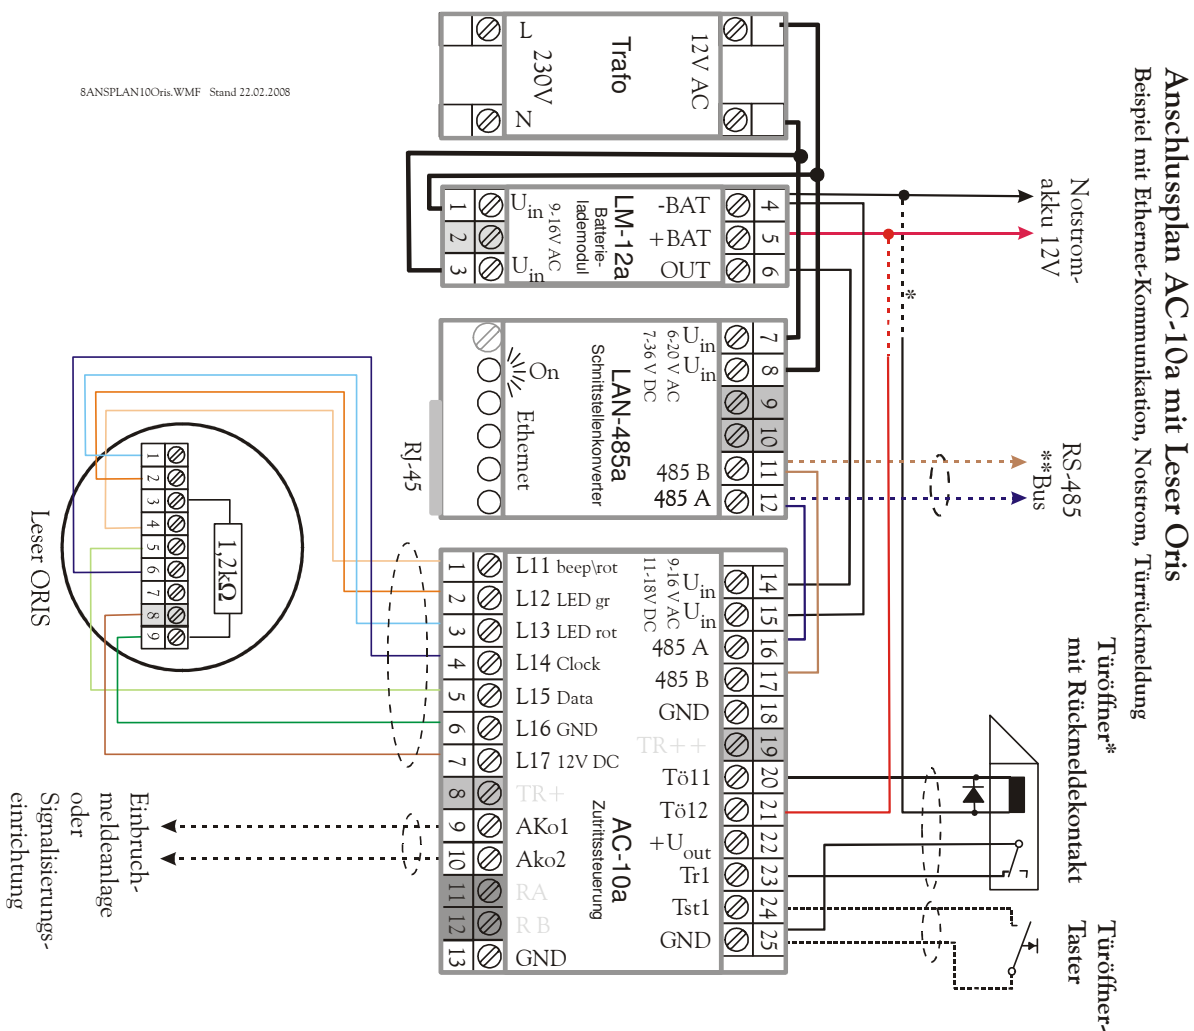 Anschlussplan AC-10a mit Leser Oris
Beispiel mit Ethernet-Kommunikation, Notstrom, Türrückmeldung
8ANSPLAN10Oris.WMF Stand 22.02.2008
L
N
230V
Trafo
12V AC
Notstrom-
akku 12V
1
2
3
Uin
Uin
9-16V AC
Batterie-
lademodul
LM-12a
-BAT
+BAT
OUT
4
5
6
*
On
Ethernet
RJ-45
LAN-485a
Schnittstellenkonverter
6-20 V AC
7-36 V DC
Uin
Uin
485 B
485 A
7
8
9
10
11
12
RS-485
**Bus
Leser ORIS
1
2
3
4
5
6
7
8
9
1,2kΩ
1
2
3
4
5
6
7
8
9
10
11
12
13
L11 beep\rot
L12 LED gr
L13 LED rot
L14 Clock
L15 Data
L16 GND
L17 12V DC
TR+
AKo1
Ako2
RA
R B
GND
AC-10a
Zutrittssteuerung
9-16 V AC
11-18V DC
Uin
Uin
485 A
485 B
GND
TR++
Tö11
Tö12
+Uout
Tr1
Tst1
GND
14
15
16
17
18
19
20
21
22
23
24
25
Türöffner*
mit Rückmeldekontakt
Türöffner-
Taster
Einbruch-
meldeanlage
oder
Signalisierungs-
einrichtung